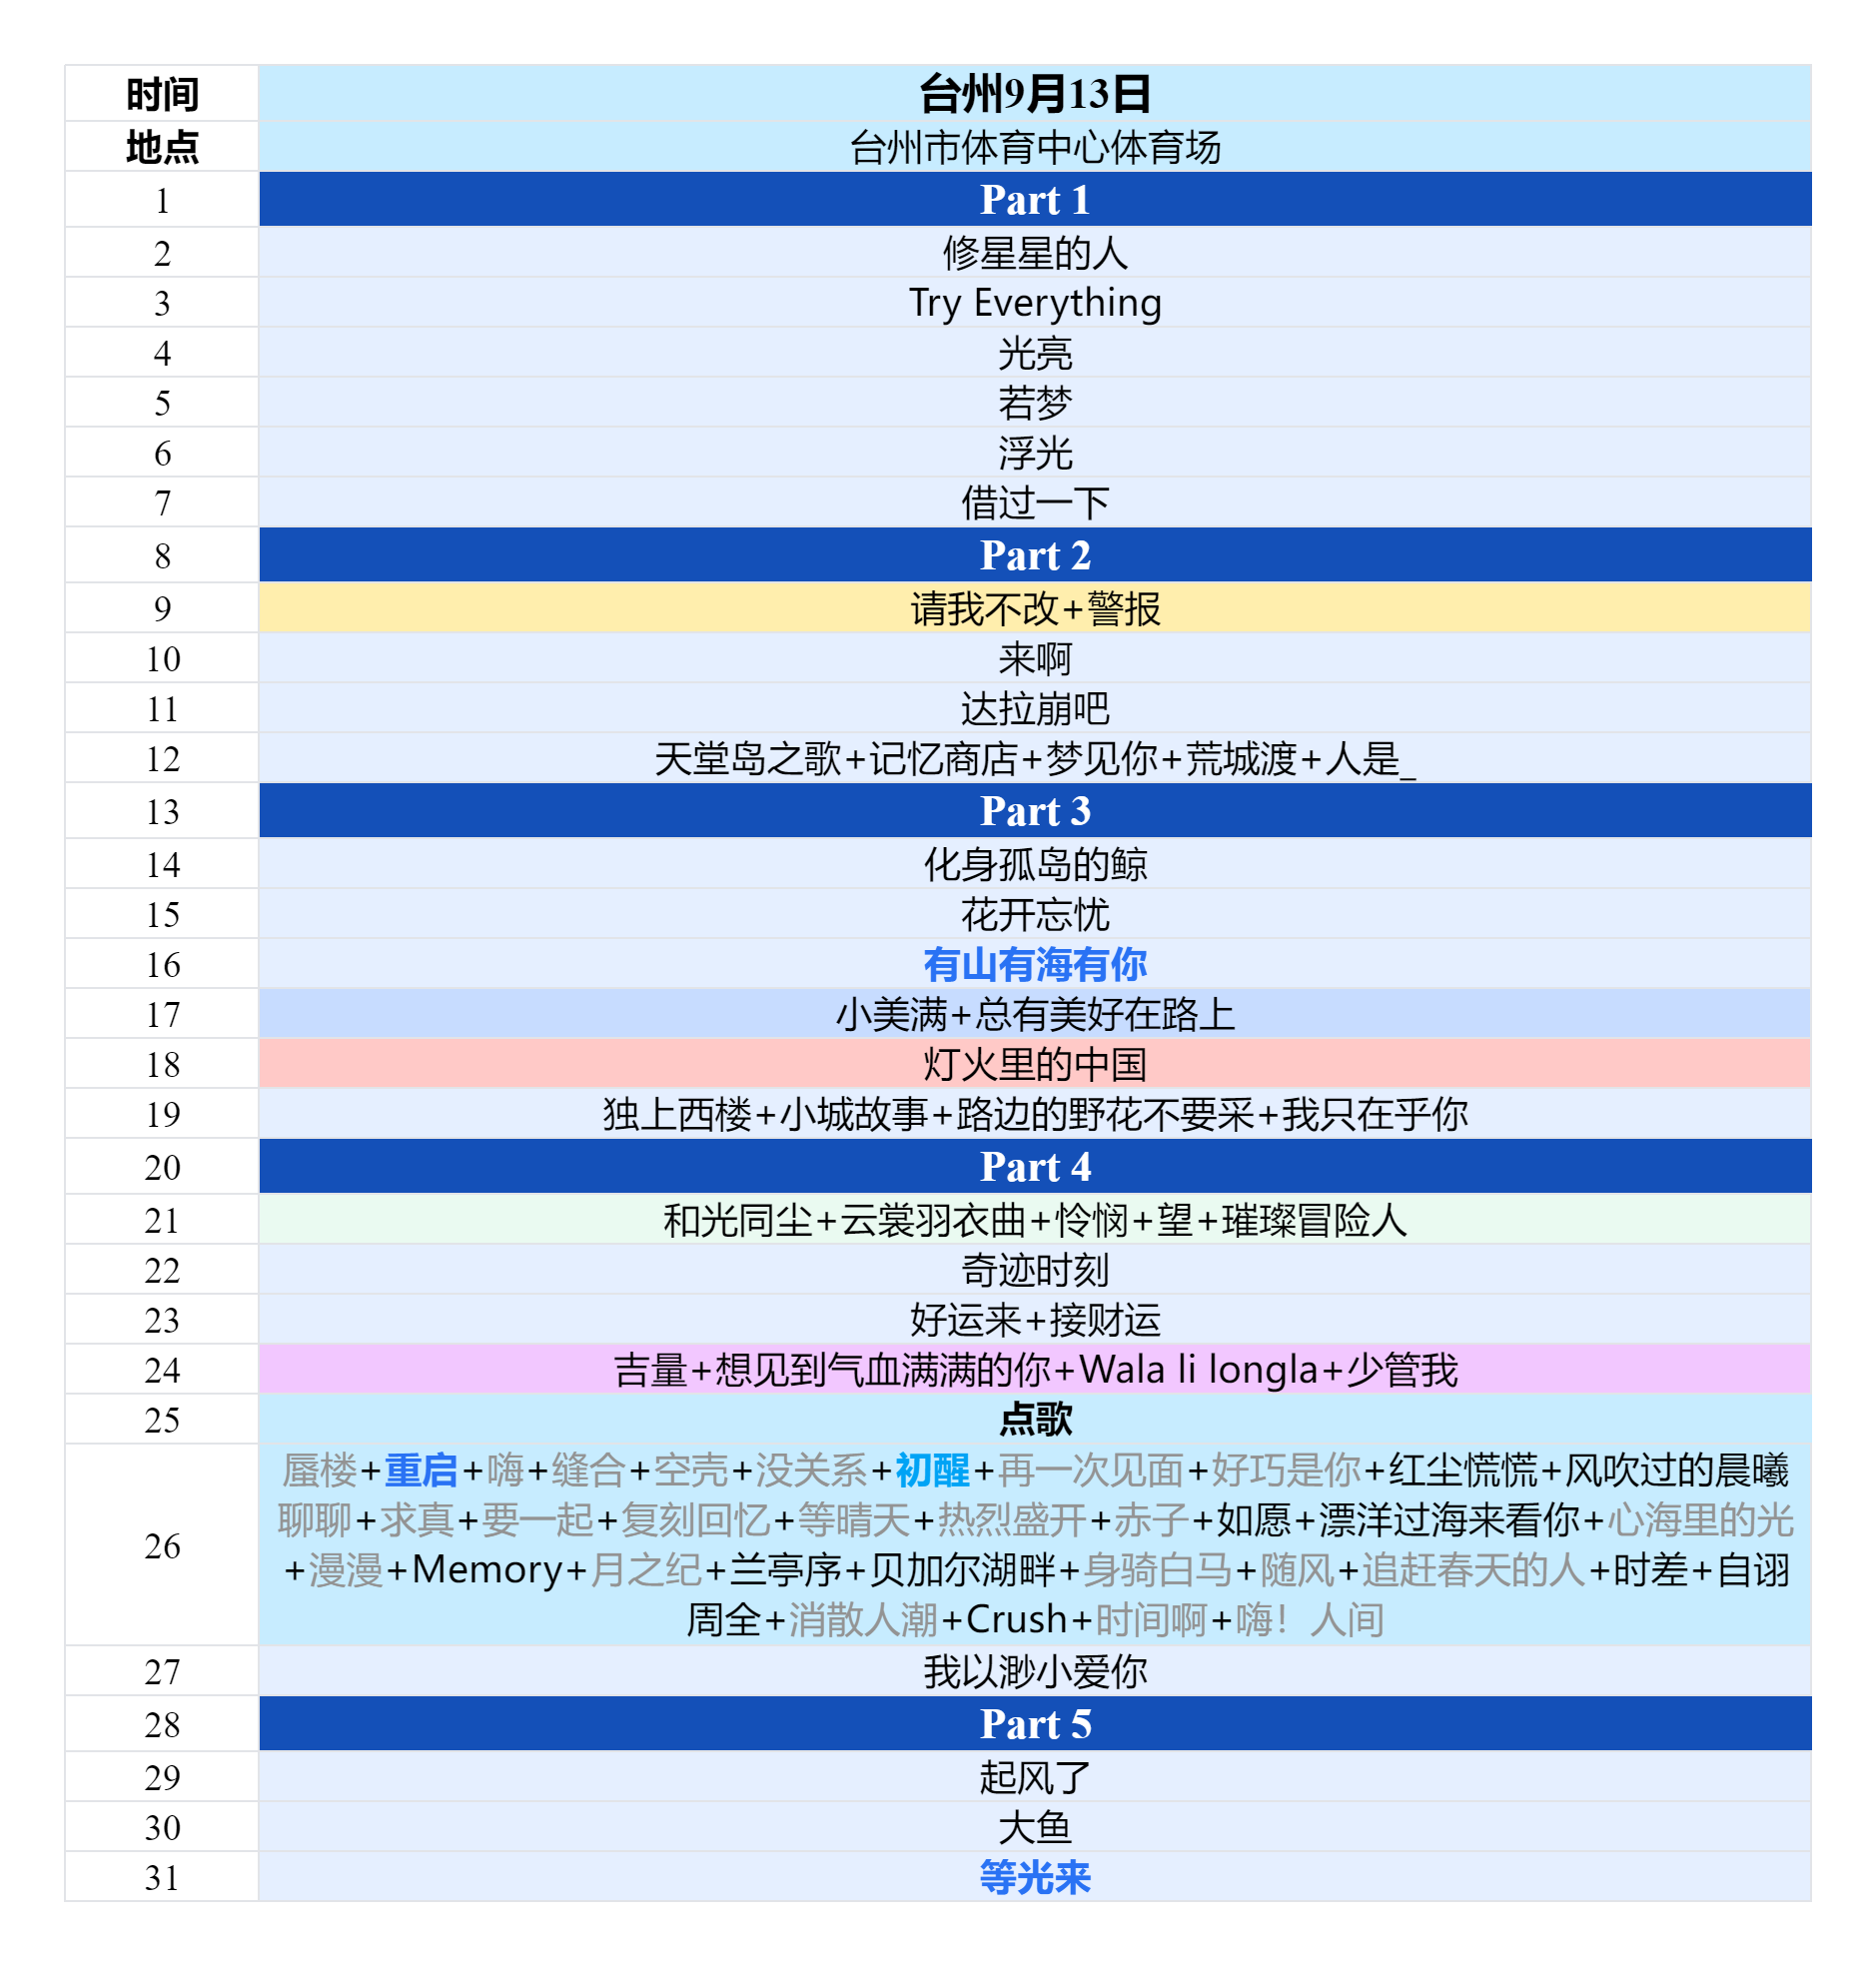 时间 台州9月13日
地点 台州市体育中心体育场
1 Part 1
2 修星星的人
3 Try Everything
4 光亮
5 若梦
6 浮光
7 借过一下
8 Part 2
9 请我不改+警报
10 来啊
11 达拉崩吧
12 天堂岛之歌+记忆商店+梦见你+荒城渡+人是_
13 Part 3
14 化身孤岛的鲸
15 花开忘忧
16 有山有海有你
17 小美满+总有美好在路上
18 灯火里的中国
19 独上西楼+小城故事+路边的野花不要采+我只在乎你
20 Part 4
21 和光同尘+云裳羽衣曲+怜悯+望+璀璨冒险人
22 奇迹时刻
23 好运来+接财运
24 吉量+想见到气血满满的你+Wala li longla+少管我
25 点歌
蜃楼+重启+嗨+缝合+空壳+没关系+初醒+再一次见面+好巧是你+红尘慌慌+风吹过的晨曦
聊聊+求真+要一起+复刻回忆+等晴天+热烈盛开+赤子+如愿+漂洋过海来看你+心海里的光
26
+漫漫+Memory+月之纪+兰亭序+贝加尔湖畔+身骑白马+随风+追赶春天的人+时差+自诩
周全+消散人潮+Crush+时间啊+嗨！人间
27 我以渺小爱你
28 Part 5
29 起风了
30 大鱼
31 等光来